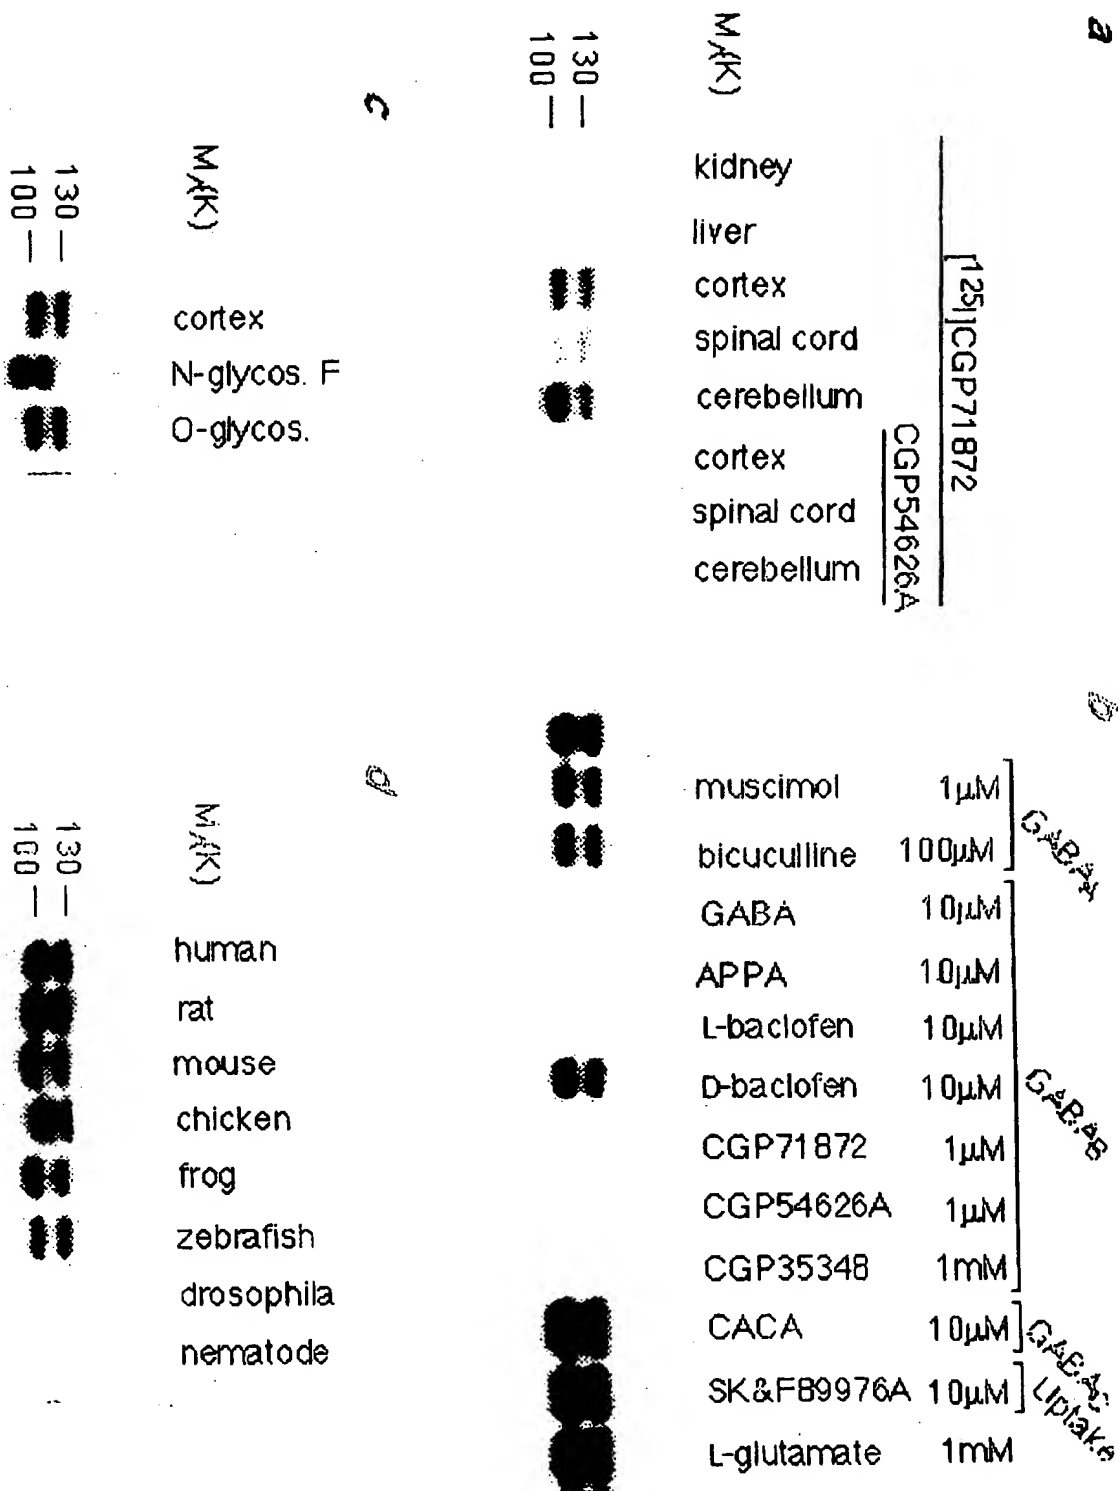 a
[125I]CGP71872
CGP54626A
kidney
liver
cortex
spinal cord
cerebellum
cortex
spinal cord
cerebellum
Mr(K)
130
100
b
muscimol 1µM
bicuculline 100µM
GABAA
GABA 10µM
APPA 10µM
L-baclofen 10µM
D-baclofen 10µM
CGP71872 1µM
CGP54626A 1µM
CGP35348 1mM
GABAB
CACA 10µM
GABAC
SK&F89976A 10µM
Uptake
L-glutamate 1mM
c
Mr(K)
130
100
cortex
N-glycos. F
O-glycos.
d
Mr(K)
130
100
human
rat
mouse
chicken
frog
zebrafish
drosophila
nematode